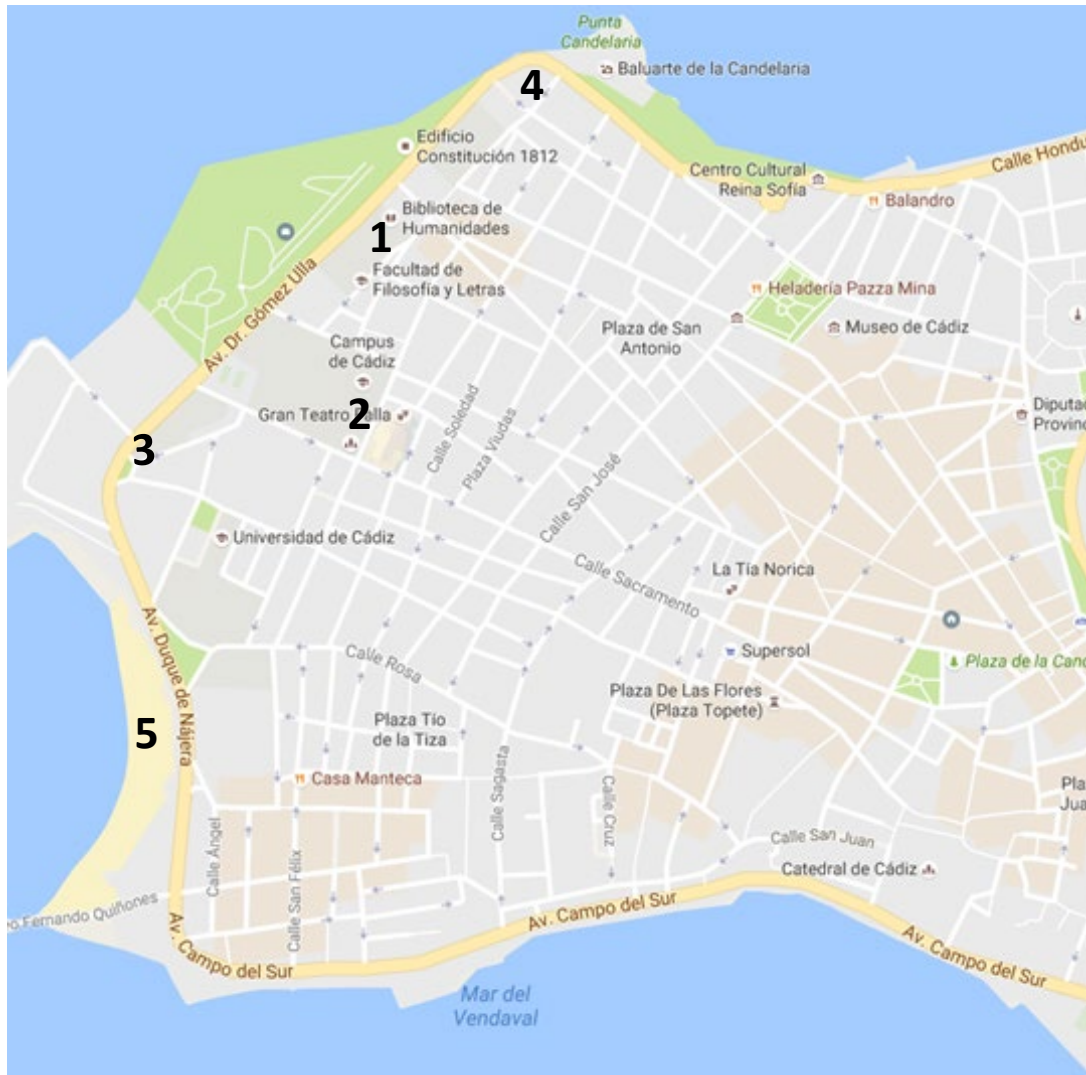 Punta
Candelaria
4
Baluarte de la Candelaria
Edificio
Constitución 1812
Calle Hondu
Centro Cultural
Reina Sofía
Balandro
Biblioteca de
Humanidades
1
Facultad de
Filosofía y Letras
Av. Dr. Gómez Ulla
Heladería Pazza Mina
Plaza de San
Antonio
Museo de Cádiz
Campus
de Cádiz
Gran Teatro Falla
2
Calle Soledad
Plaza Viudas
Diputac
Provinc
3
Calle San José
Universidad de Cádiz
Calle Sacramento
La Tía Norica
Av. Duque de Nájera
Calle Rosa
Supersol
Plaza de la Cand
Plaza De Las Flores
(Plaza Topete)
5
Plaza Tío
de la Tiza
Casa Manteca
Calle Sagasta
Calle Cruz
Pla
Jua
Calle Ángel
Calle San Félix
Calle San Juan
Catedral de Cádiz
o Fernando Quiñones
Av. Campo del Sur
Av. Campo del Sur
Av. Campo del Sur
Mar del
Vendaval